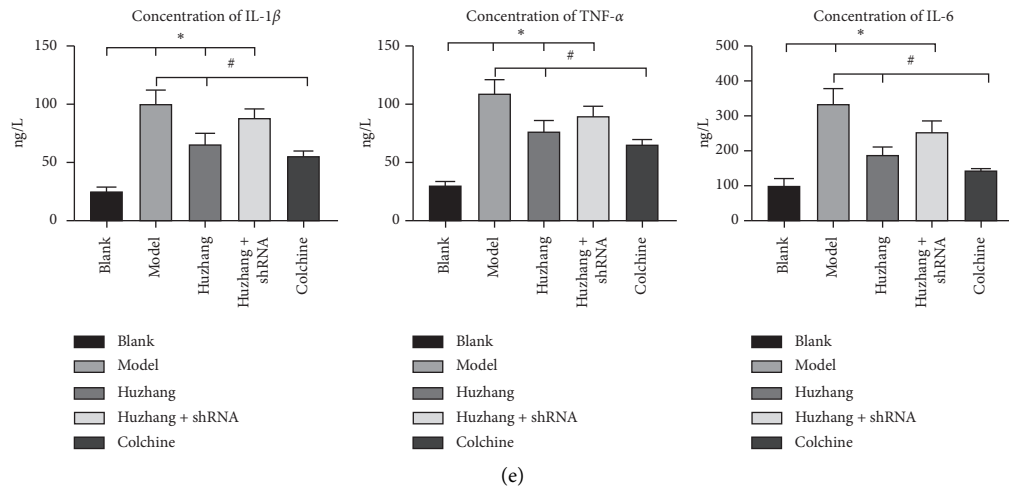 Concentration of IL-1β
150
100
50
0
ng/L
*
#
Blank
Model
Huzhang
Huzhang +
shRNA
Colchine
Blank
Model
Huzhang
Huzhang + shRNA
Colchine
Concentration of TNF-α
150
100
50
0
ng/L
*
#
Blank
Model
Huzhang
Huzhang +
shRNA
Colchine
Blank
Model
Huzhang
Huzhang + shRNA
Colchine
Concentration of IL-6
500
400
300
200
100
0
ng/L
*
#
Blank
Model
Huzhang
Huzhang +
shRNA
Colchine
Blank
Model
Huzhang
Huzhang + shRNA
Colchine
(e)